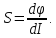 S = dφ/dI.